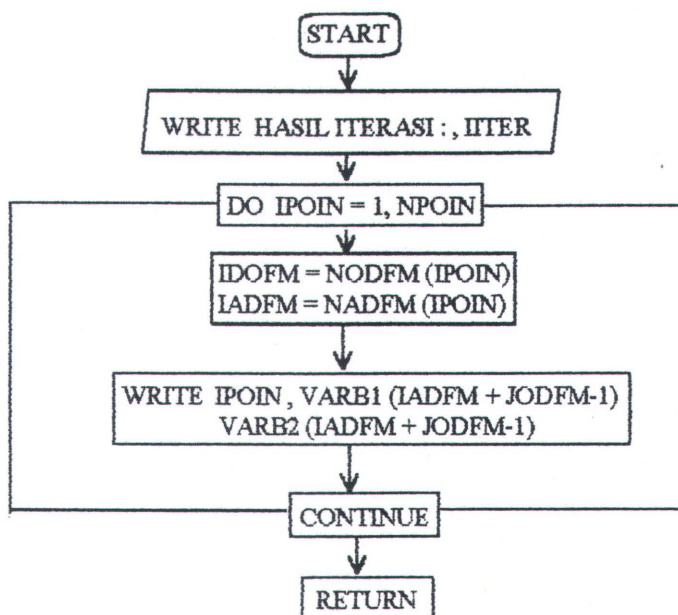 START
WRITE HASIL ITERASI : , IITER
DO IPOIN = 1, NPOIN
IDOFM = NODFM (IPOIN)
IADFM = NADFM (IPOIN)
WRITE IPOIN , VARB1 (IADFM + JODFM-1)
VARB2 (IADFM + JODFM-1)
CONTINUE
RETURN